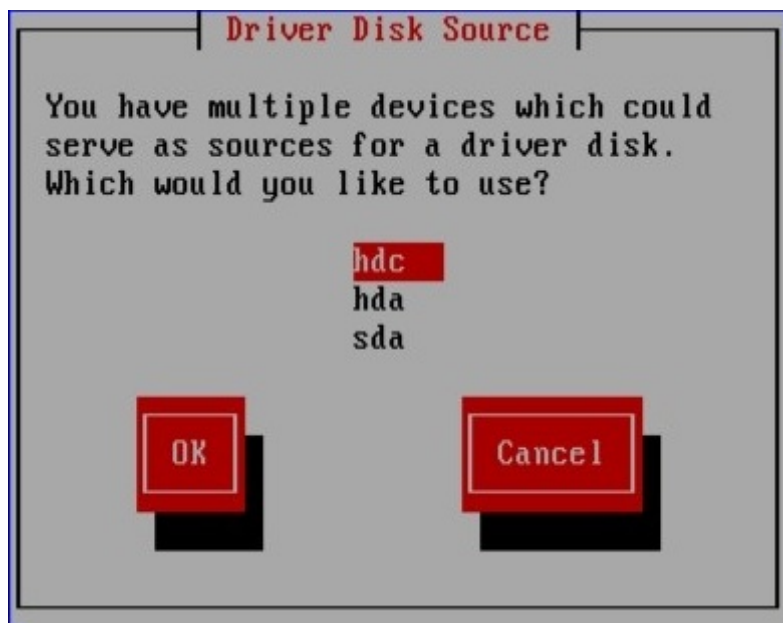 Driver Disk Source
You have multiple devices which could
serve as sources for a driver disk.
Which would you like to use?
hdc
hda
sda
OK
Cancel